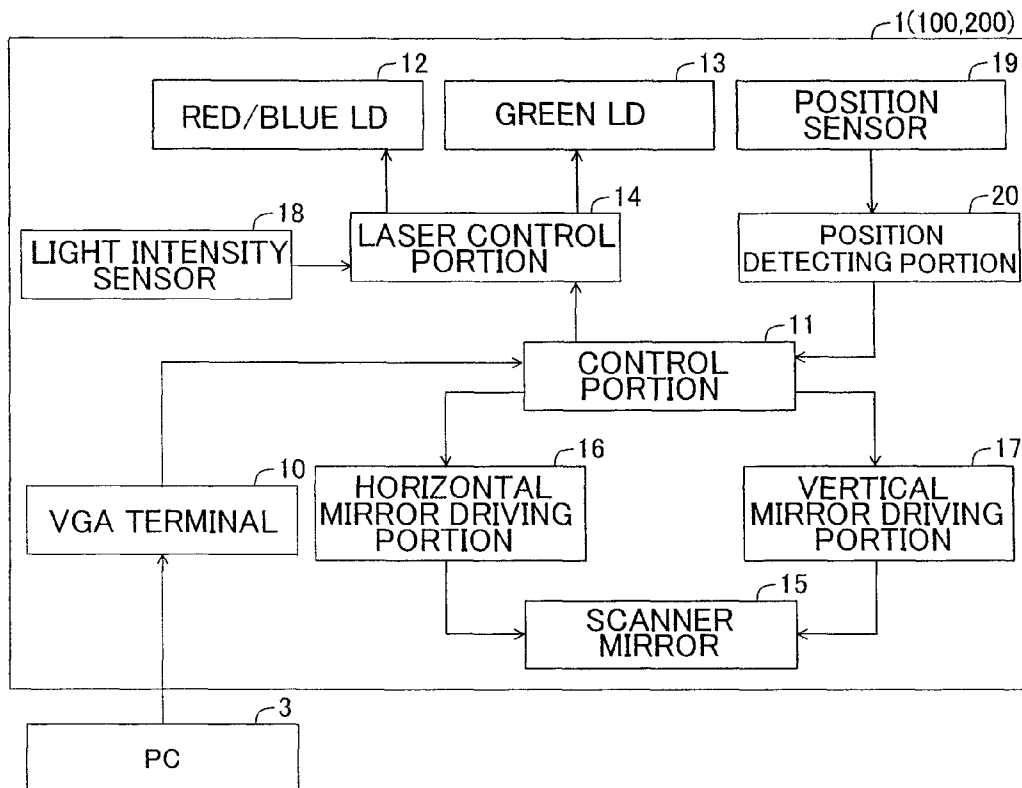 1(100,200)
12
RED/BLUE LD
13
GREEN LD
19
POSITION
SENSOR
18
LIGHT INTENSITY
SENSOR
14
LASER CONTROL
PORTION
20
POSITION
DETECTING PORTION
11
CONTROL
PORTION
10
VGA TERMINAL
16
HORIZONTAL
MIRROR DRIVING
PORTION
17
VERTICAL
MIRROR DRIVING
PORTION
15
SCANNER
MIRROR
3
PC